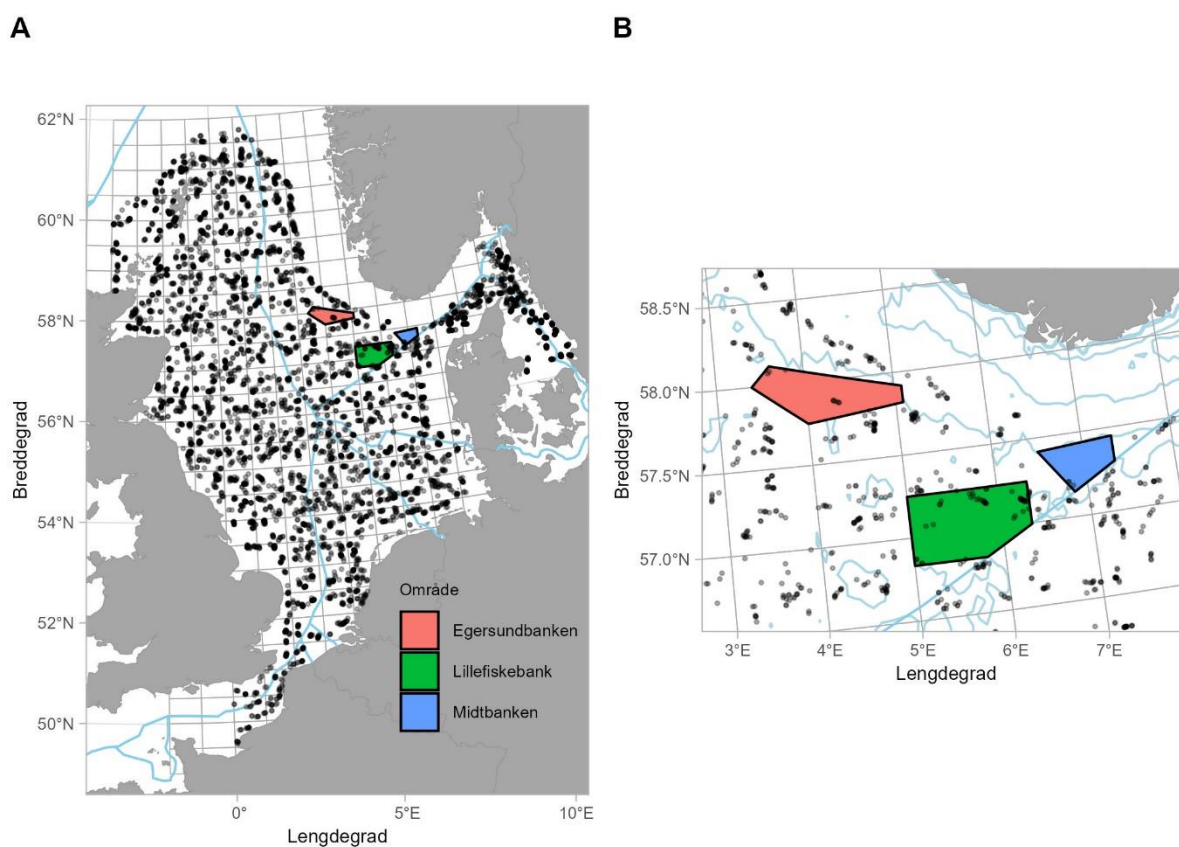 A
62°N
60°N
58°N
56°N
54°N
52°N
50°N
Breddegrad
0°
5°E
10°E
Lengdegrad
Område
Egersundbanken
Lillefiskebank
Midtbanken
B
58.5°N
58.0°N
57.5°N
57.0°N
Breddegrad
3°E
4°E
5°E
6°E
7°E
Lengdegrad